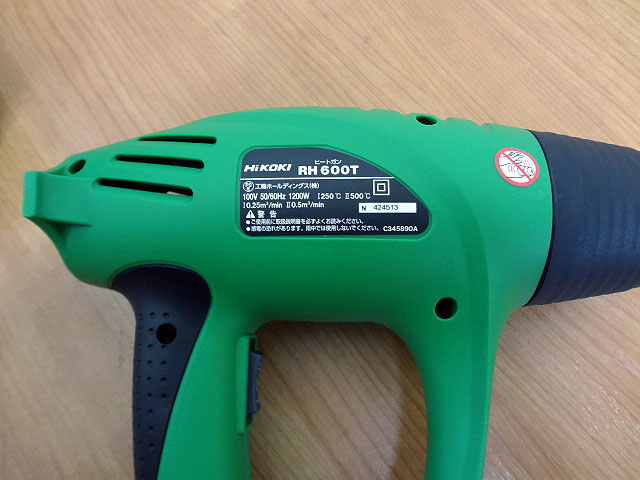 ヒートガン
HiKOKI RH600T
工機ホールディングス(株)
100V 50/60Hz 1200W Ⅰ250℃ Ⅱ500℃
Ⅰ0.25m³/min Ⅱ0.5m³/min
N 424513
警告
●ご使用前に取扱説明書を必ずよくお読みください。
●感電の恐れがあります。雨中では使用しないでください。 C345890A